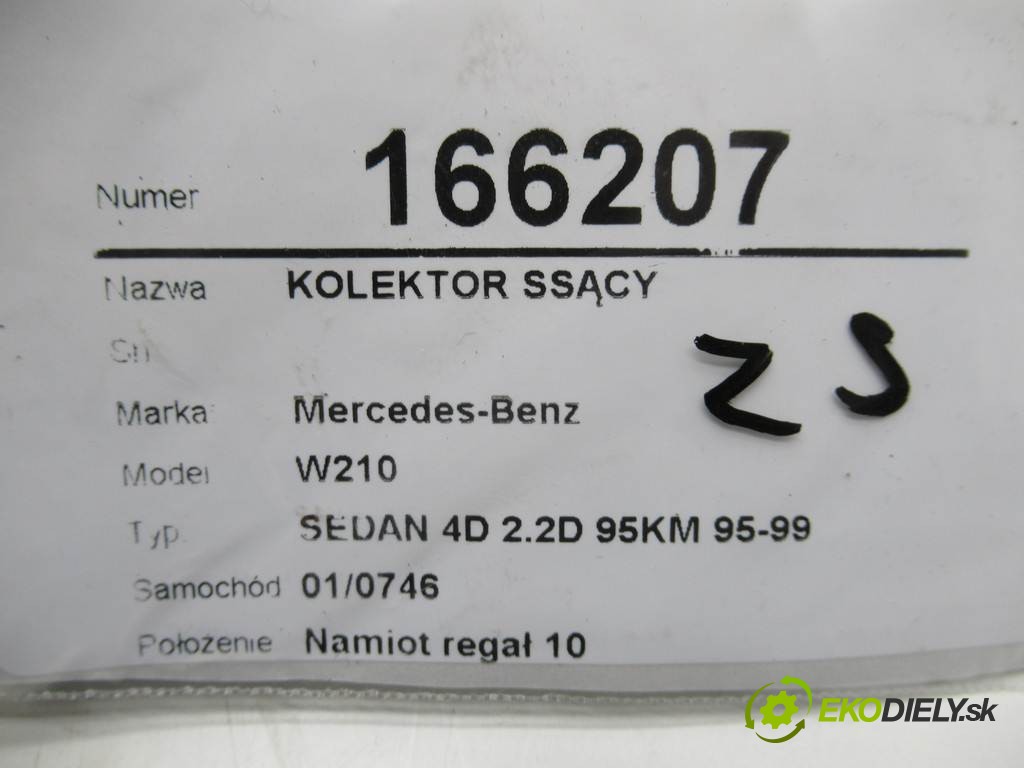 Numer 166207
Nazwa KOLEKTOR SSĄCY
Sn
Marka Mercedes-Benz
Model W210
Typ SEDAN 4D 2.2D 95KM 95-99
Samochód 01/0746
Położenie Namiot regał 10
EKODIELY.sk